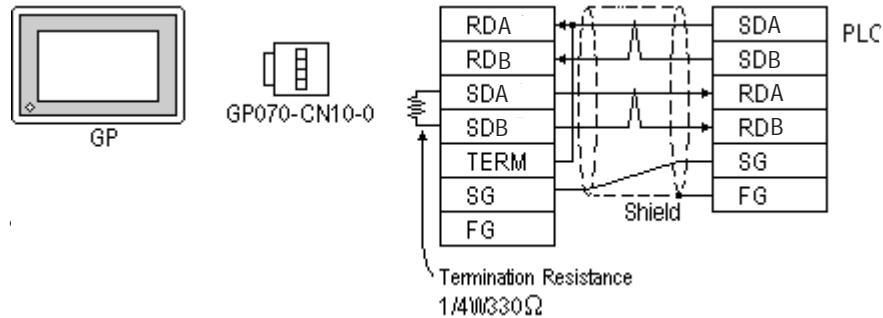 GP
GP070-CN10-0
RDA
RDB
SDA
SDB
TERM
SG
FG
SDA
SDB
RDA
RDB
SG
FG
PLC
Shield
Termination Resistance
1/4W330Ω